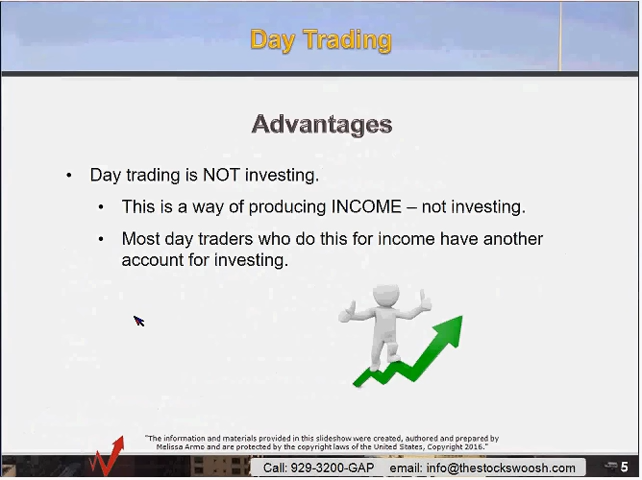 Day Trading
Advantages
• Day trading is NOT investing.
• This is a way of producing INCOME – not investing.
• Most day traders who do this for income have another
account for investing.
"The information and materials provided in this slideshow were created, authored and prepared by
Melissa Armo and are protected by the copyright laws of the United States, Copyright 2016."
Call: 929-3200-GAP email: info@thestockswoosh.com
5